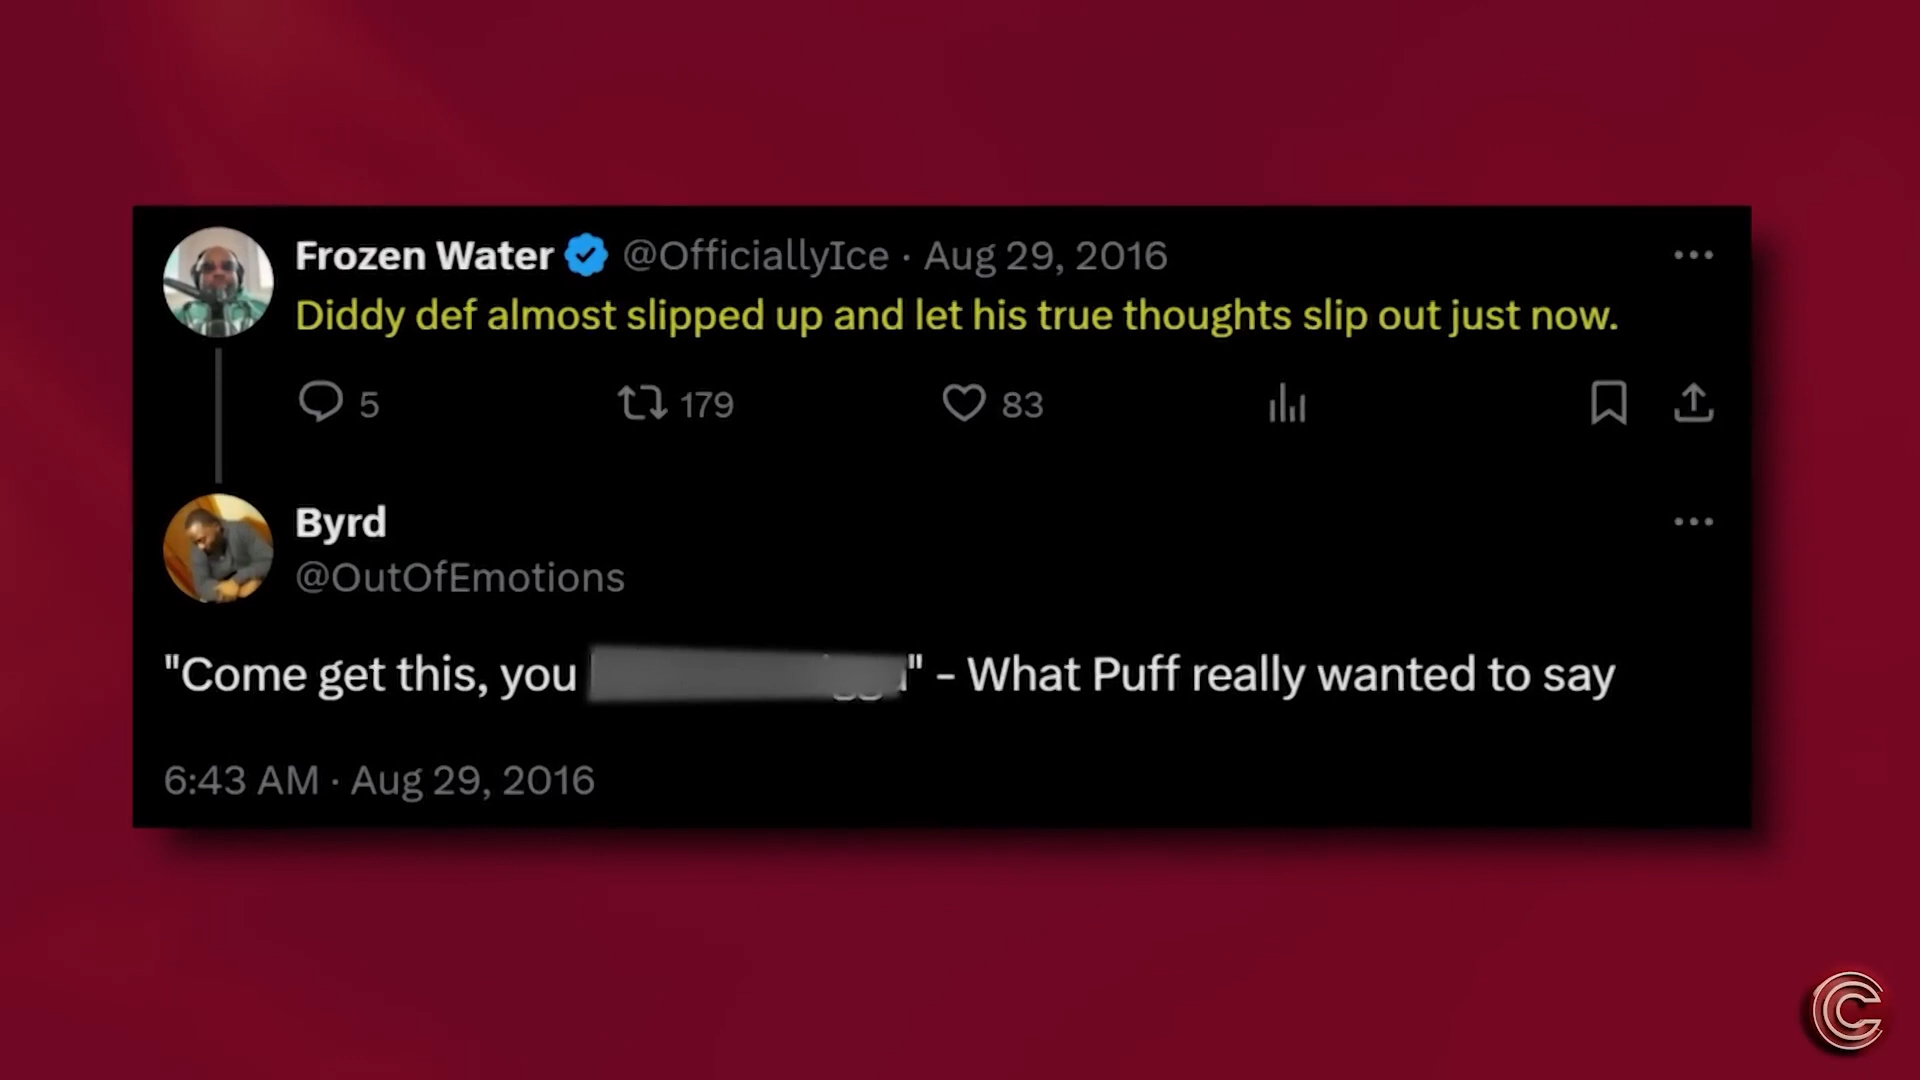 Frozen Water @OfficiallyIce · Aug 29, 2016
Diddy def almost slipped up and let his true thoughts slip out just now.
5 179 83
Byrd
@OutOfEmotions
"Come get this, you " – What Puff really wanted to say
6:43 AM · Aug 29, 2016